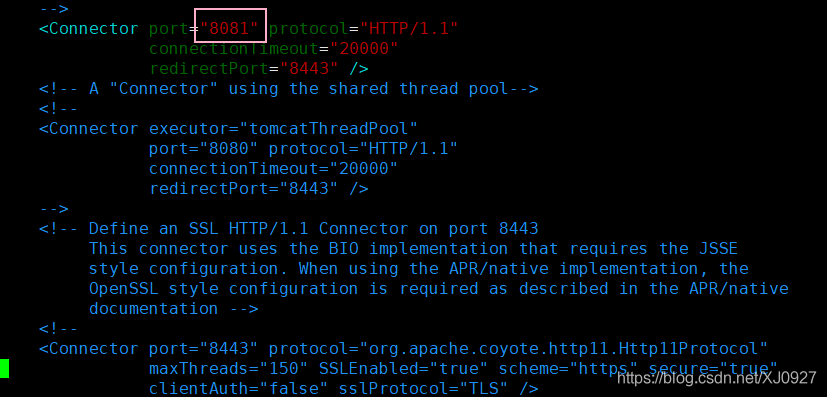 -->
<Connector port="8081" protocol="HTTP/1.1"
connectionTimeout="20000"
redirectPort="8443" />
<!-- A "Connector" using the shared thread pool-->
<!--
<Connector executor="tomcatThreadPool"
port="8080" protocol="HTTP/1.1"
connectionTimeout="20000"
redirectPort="8443" />
-->
<!-- Define an SSL HTTP/1.1 Connector on port 8443
This connector uses the BIO implementation that requires the JSSE
style configuration. When using the APR/native implementation, the
OpenSSL style configuration is required as described in the APR/native
documentation -->
<!--
<Connector port="8443" protocol="org.apache.coyote.http11.Http11Protocol"
maxThreads="150" SSLEnabled="true" scheme="https" secure="true"
clientAuth="false" sslProtocol="TLS" />
https://blog.csdn.net/XJ0927